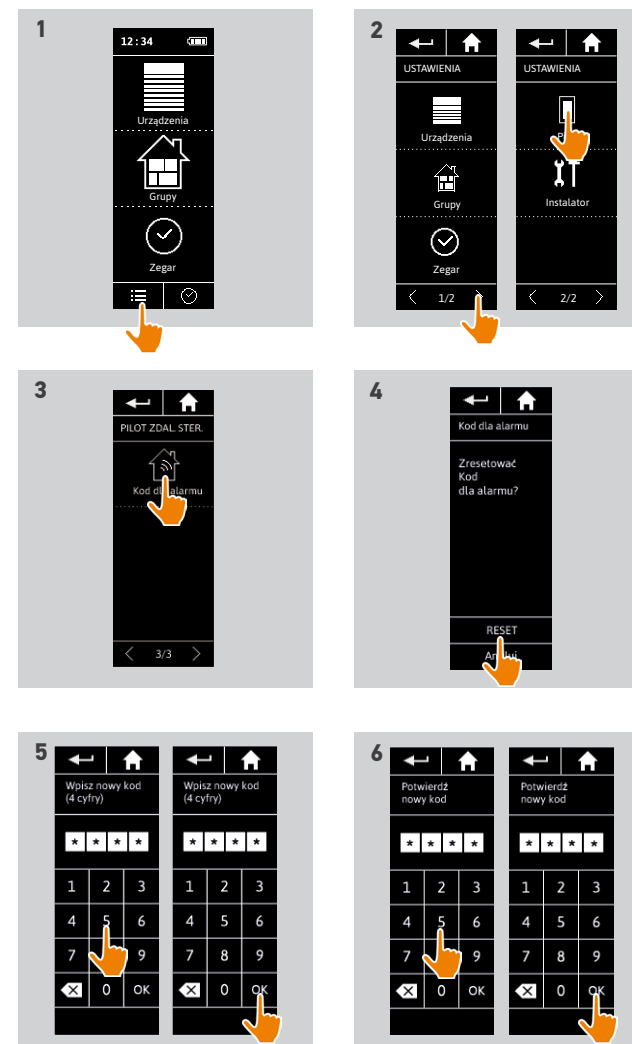 1
12:34
Urządzenia
Grupy
Zegar
2
USTAWIENIA
Urządzenia
Grupy
Zegar
1/2
USTAWIENIA
Instalator
2/2
3
PILOT ZDAL. STER.
Kod dla alarmu
3/3
4
Kod dla alarmu
Zresetować
Kod
dla alarmu?
RESET
5
Wpisz nowy kod
(4 cyfry)
* * * *
1 2 3
4 5 6
7 9
0 OK
Wpisz nowy kod
(4 cyfry)
* * * *
1 2 3
4 5 6
7 8 9
0 OK
6
Potwierdź
nowy kod
* * * *
1 2 3
4 5 6
7 9
0 OK
Potwierdź
nowy kod
* * * *
1 2 3
4 5 6
7 8 9
0 OK